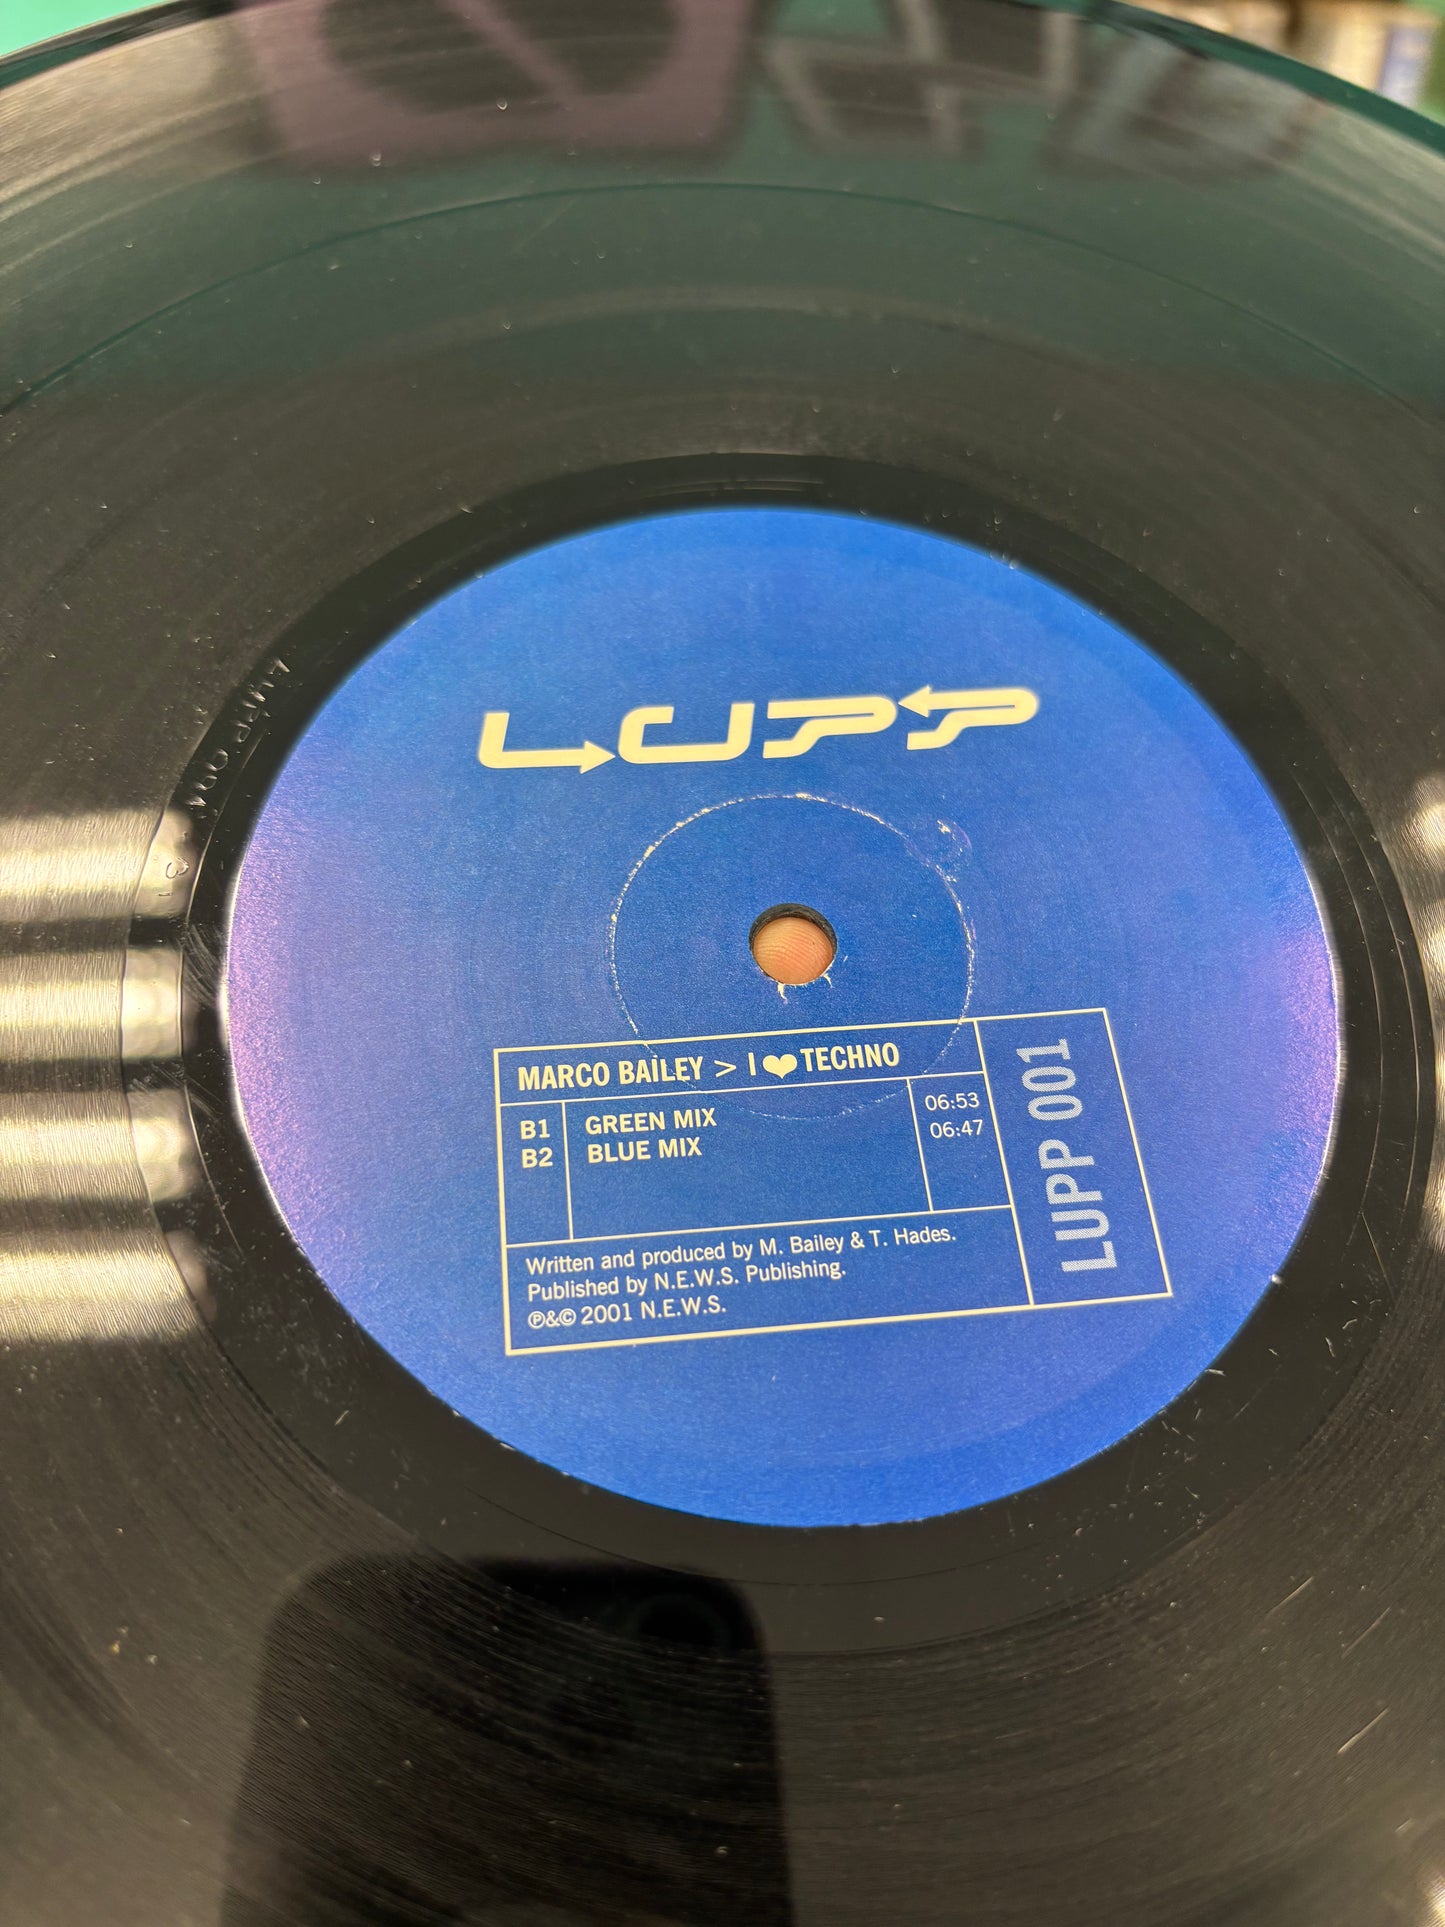 LUPP
MARCO BAILEY > I ❤ TECHNO
B1 GREEN MIX 06:53
B2 BLUE MIX 06:47
Written and produced by M. Bailey & T. Hades.
Published by N.E.W.S. Publishing.
℗&© 2001 N.E.W.S.
LUPP 001
LUPP